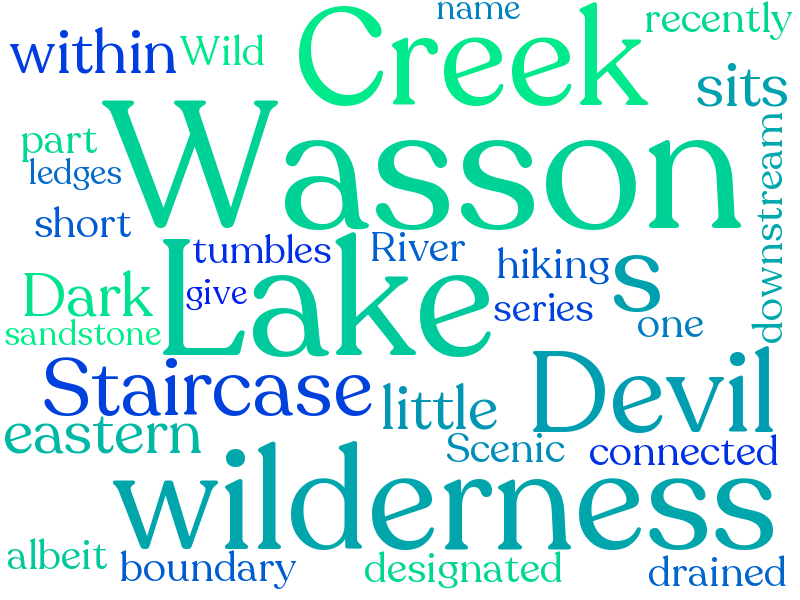 name
recently
within
Wild
Creek
sits
part
Wasson
downstream
ledges
short
tumbles
River
Lake
hiking
s
give
Dark
series
sandstone
one
Staircase
Devil
little
eastern
Scenic
connected
wilderness
albeit
boundary
designated
drained